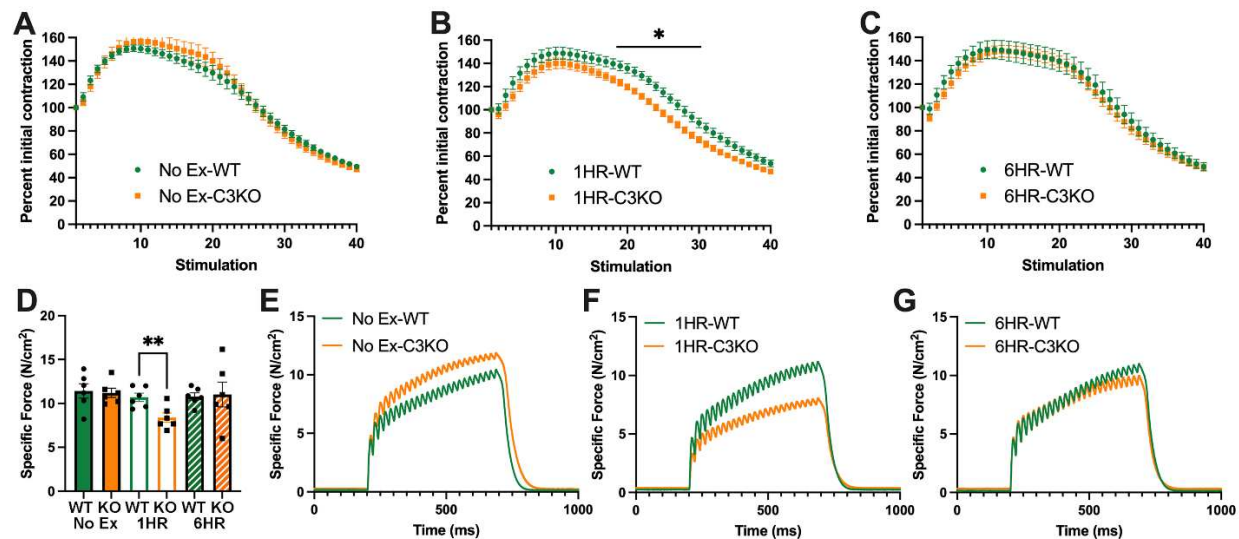 A
B
C
Percent initial contraction
160
140
120
100
80
60
40
20
0
10
20
30
40
Stimulation
No Ex-WT
No Ex-C3KO
Percent initial contraction
160
140
120
100
80
60
40
20
0
10
20
30
40
Stimulation
*
1HR-WT
1HR-C3KO
Percent initial contraction
160
140
120
100
80
60
40
20
0
10
20
30
40
Stimulation
6HR-WT
6HR-C3KO
D
E
F
G
Specific Force (N/cm²)
20
15
10
5
0
**
WT KO WT KO WT KO
No Ex 1HR 6HR
Specific Force (N/cm²)
15
10
5
0
0
500
1000
Time (ms)
No Ex-WT
No Ex-C3KO
Specific Force (N/cm²)
15
10
5
0
0
500
1000
Time (ms)
1HR-WT
1HR-C3KO
Specific Force (N/cm²)
15
10
5
0
0
500
1000
Time (ms)
6HR-WT
6HR-C3KO